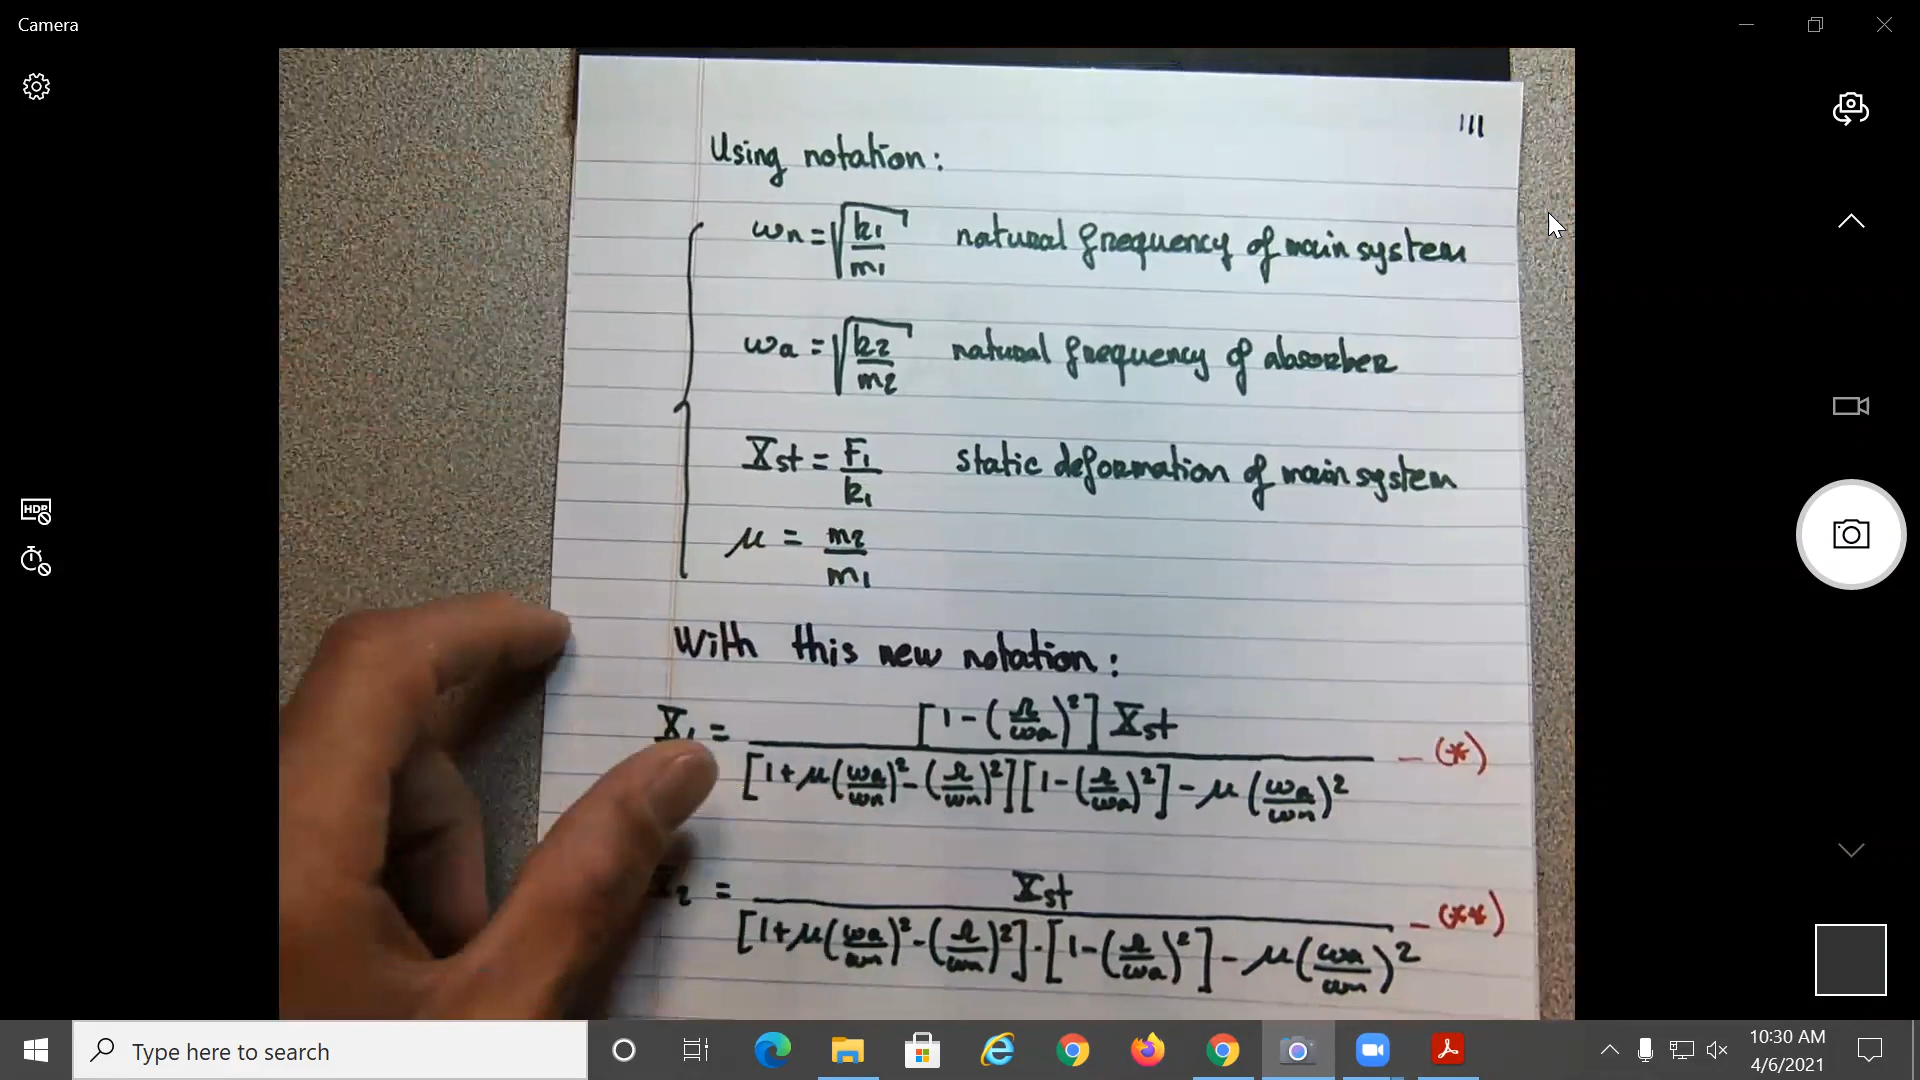 Camera
111
Using notation:
ωn = √(k1/m1) natural frequency of main system
ωa = √(k2/m2) natural frequency of absorber
Xst = F1/k1 static deformation of main system
μ = m2/m1
With this new notation:
X1 = [1-(Ω/ωa)²] Xst / [1+μ(ωa/ωn)²-(Ω/ωn)²][1-(Ω/ωa)²]-μ(ωa/ωn)² -(*)
X2 = Xst / [1+μ(ωa/ωn)²-(Ω/ωn)²]·[1-(Ω/ωa)²]-μ(ωa/ωn)² -(**)
HDR
Type here to search
10:30 AM
4/6/2021